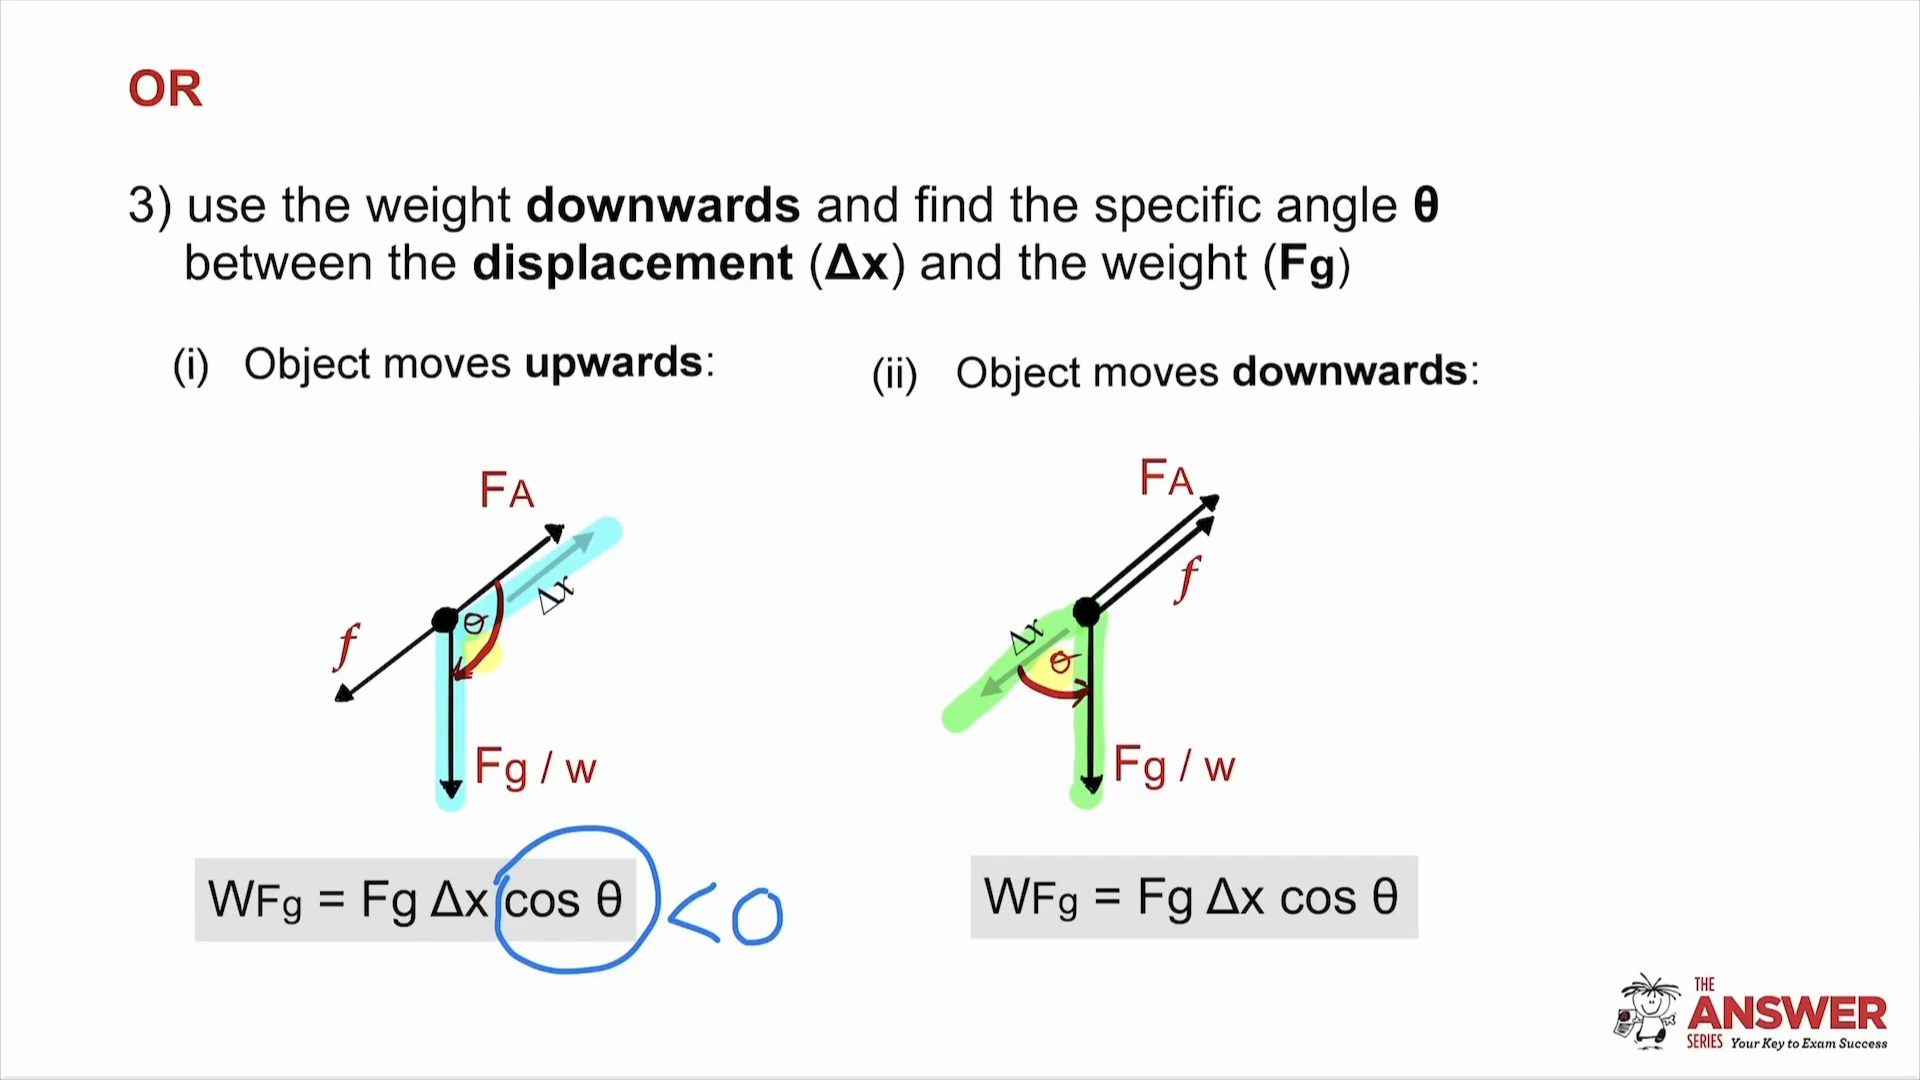 OR
3) use the weight downwards and find the specific angle θ
between the displacement (Δx) and the weight (Fg)
(i) Object moves upwards:
(ii) Object moves downwards:
FA
θ
Δx
f
Fg / w
WFg = Fg Δx cos θ <0
FA
f
Δx
θ
Fg / w
WFg = Fg Δx cos θ
THE
ANSWER
SERIES Your Key to Exam Success